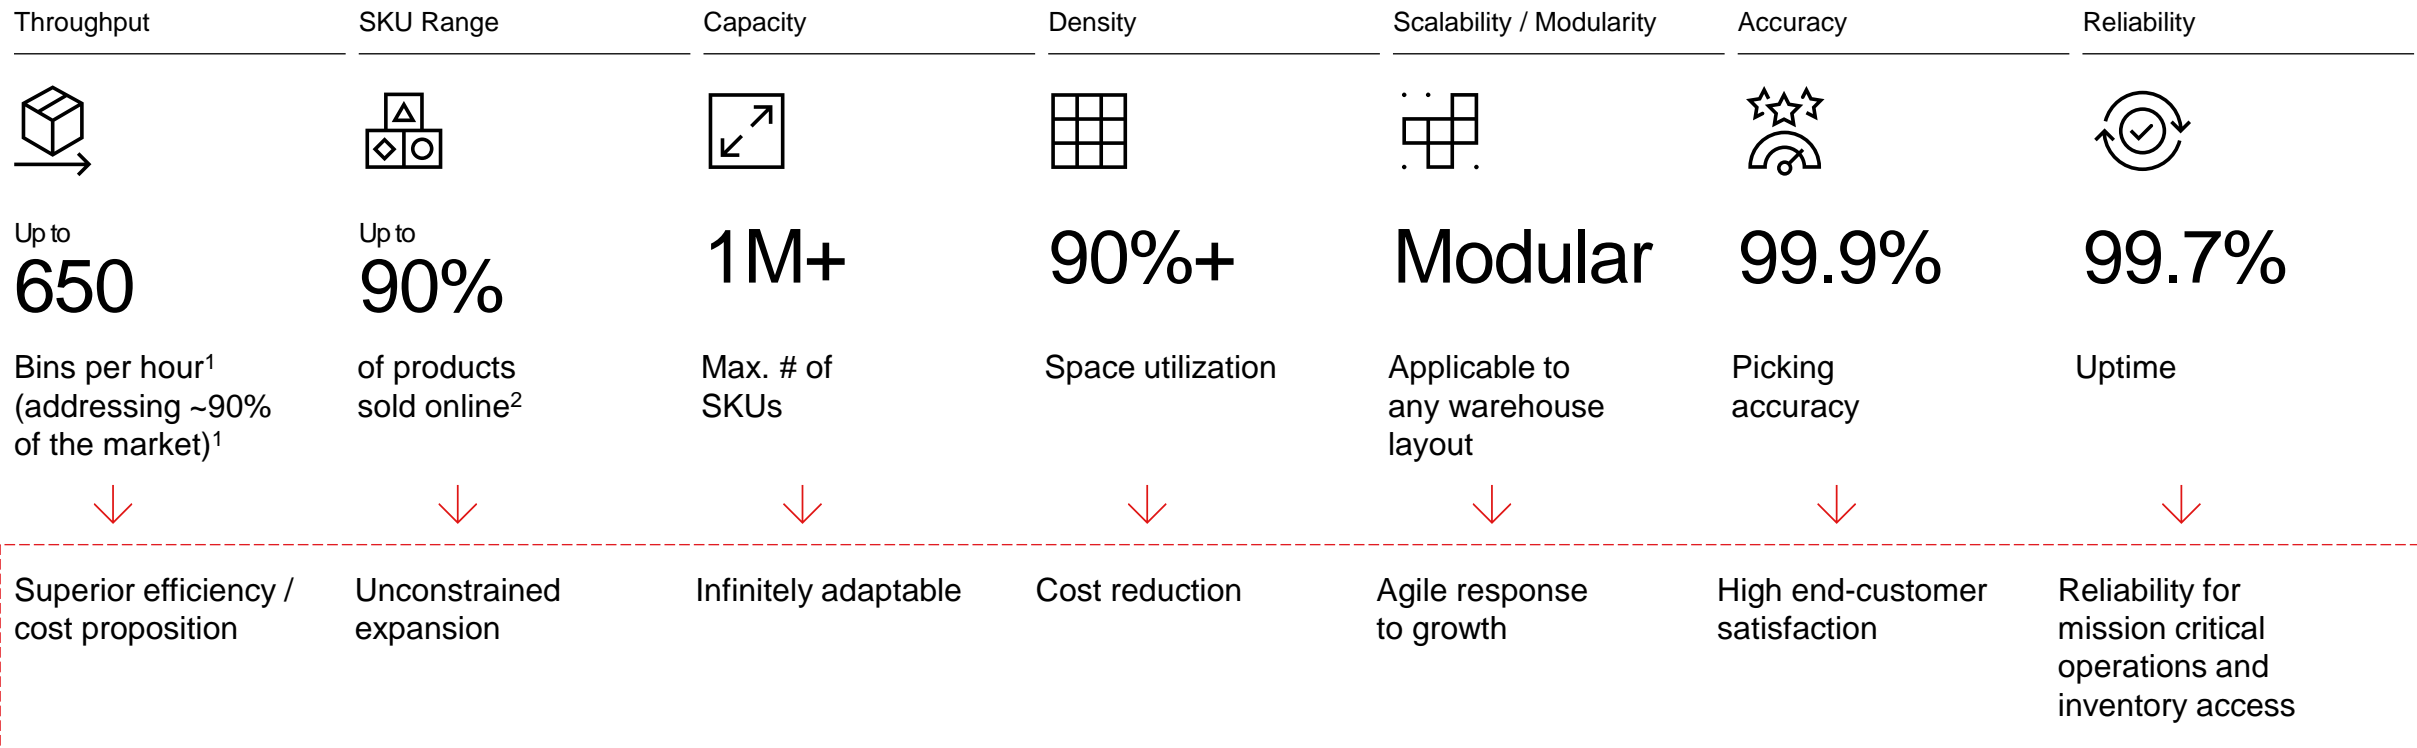 Throughput
SKU Range
Capacity
Density
Scalability / Modularity
Accuracy
Reliability
Up to
650
Up to
90%
1M+
90%+
Modular
99.9%
99.7%
Bins per hour¹
(addressing ~90%
of the market)¹
of products
sold online²
Max. # of
SKUs
Space utilization
Applicable to
any warehouse
layout
Picking
accuracy
Uptime
Superior efficiency /
cost proposition
Unconstrained
expansion
Infinitely adaptable
Cost reduction
Agile response
to growth
High end-customer
satisfaction
Reliability for
mission critical
operations and
inventory access